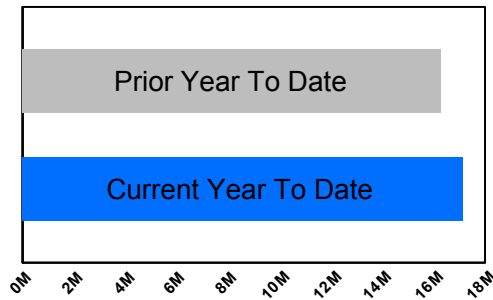 Prior Year To Date
Current Year To Date
0M 2M 4M 6M 8M 10M 12M 14M 16M 18M